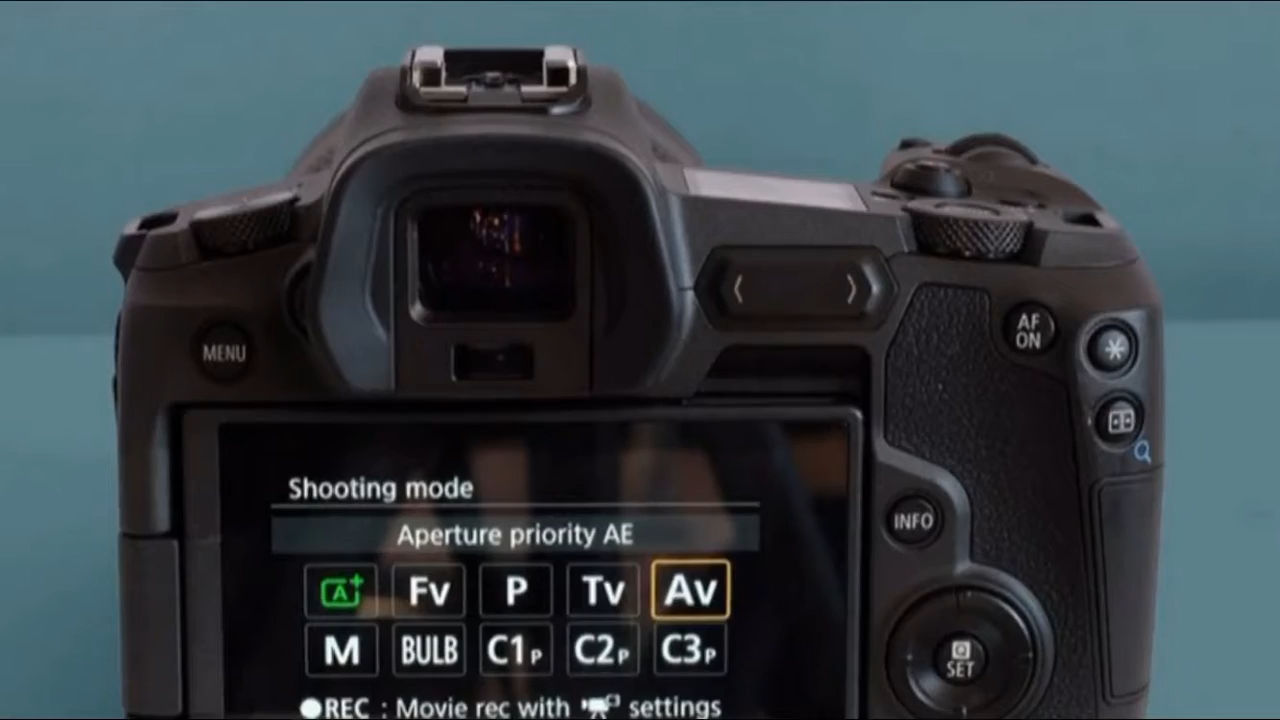 MENU
< >
AF
ON
INFO
Q
SET
Shooting mode
Aperture priority AE
A+ Fv P Tv Av
M BULB C1P C2P C3P
●REC : Movie rec with settings